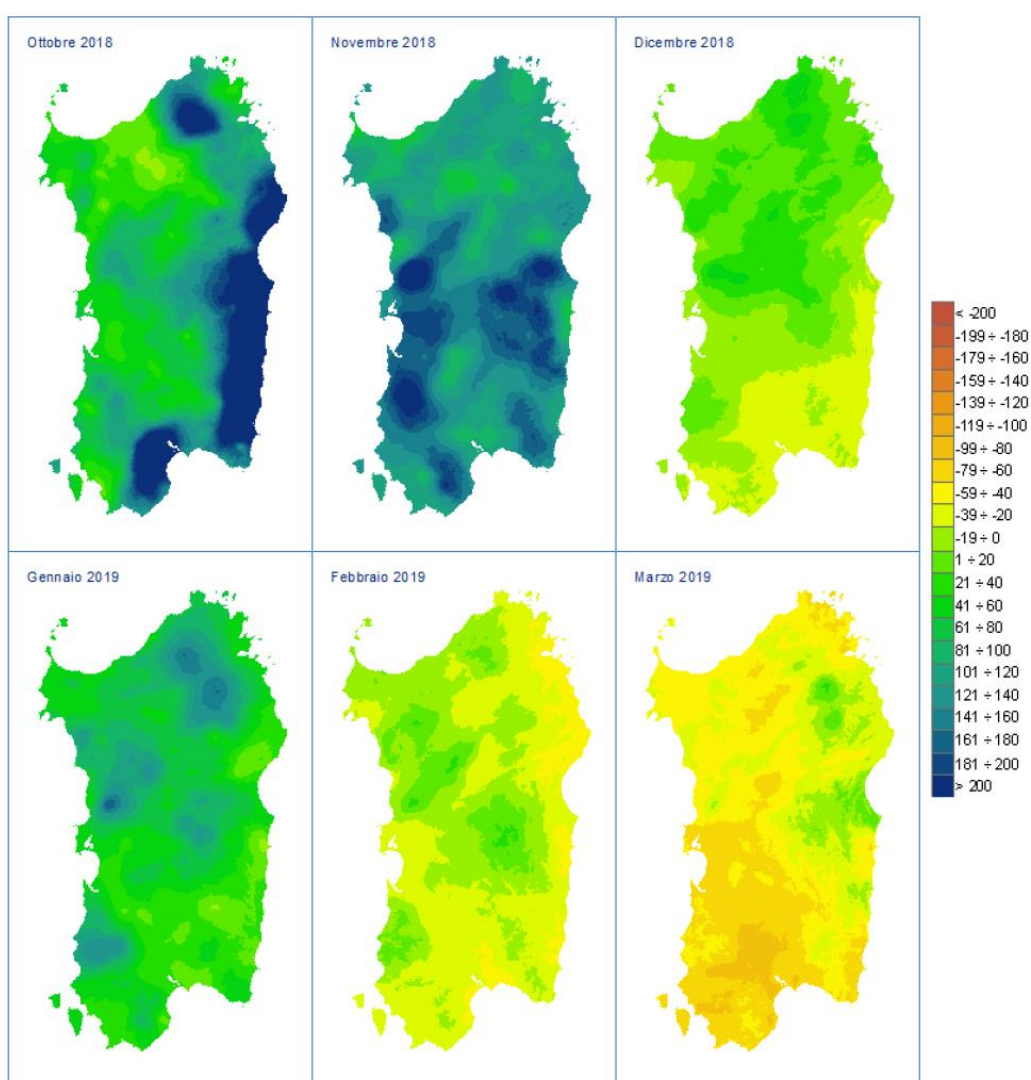 Ottobre 2018
Novembre 2018
Dicembre 2018
Gennaio 2019
Febbraio 2019
Marzo 2019
< -200
-199 ÷ -180
-179 ÷ -160
-159 ÷ -140
-139 ÷ -120
-119 ÷ -100
-99 ÷ -80
-79 ÷ -60
-59 ÷ -40
-39 ÷ -20
-19 ÷ 0
1 ÷ 20
21 ÷ 40
41 ÷ 60
61 ÷ 80
81 ÷ 100
101 ÷ 120
121 ÷ 140
141 ÷ 160
161 ÷ 180
181 ÷ 200
> 200